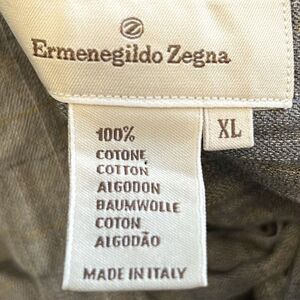 Ermenegildo Zegna
XL
100%
COTONE
COTTON
ALGODON
BAUMWOLLE
COTON
ALGODÃO
MADE IN ITALY